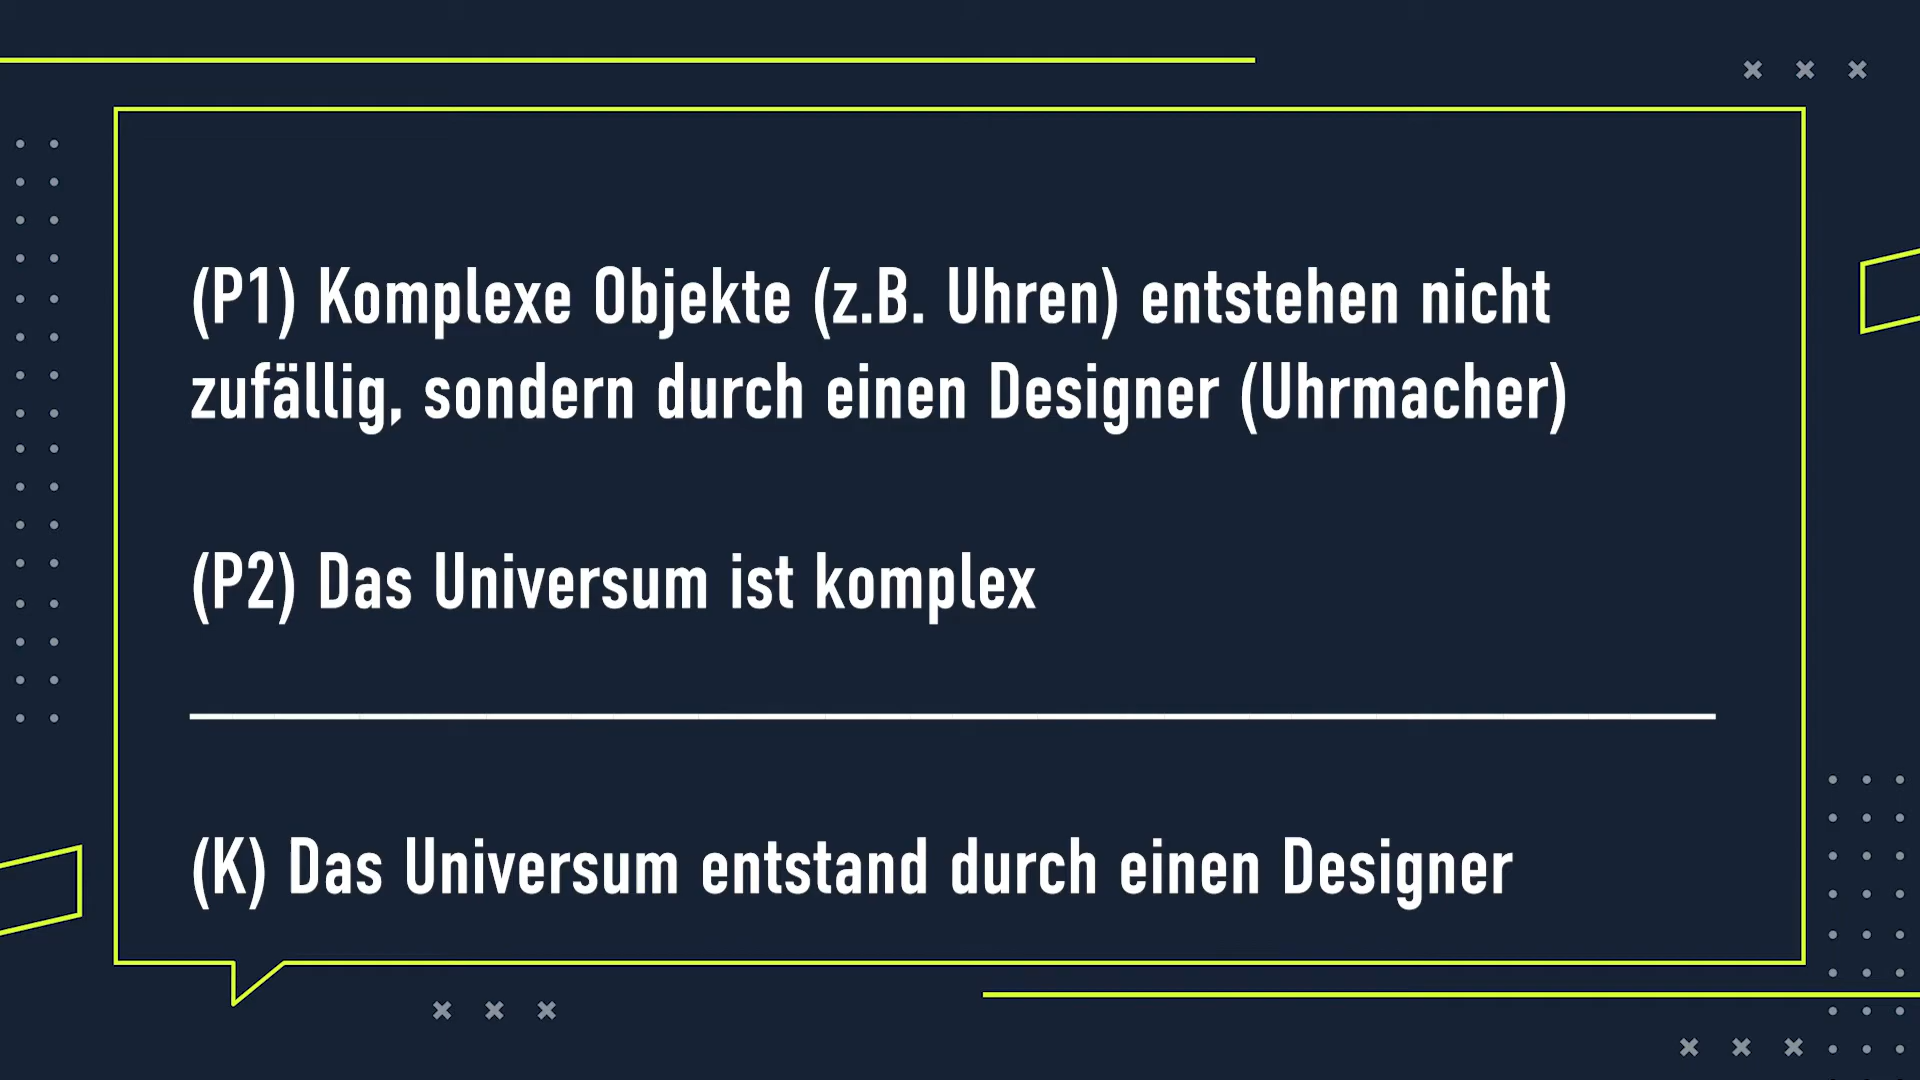 (P1) Komplexe Objekte (z.B. Uhren) entstehen nicht
zufällig, sondern durch einen Designer (Uhrmacher)
(P2) Das Universum ist komplex
(K) Das Universum entstand durch einen Designer